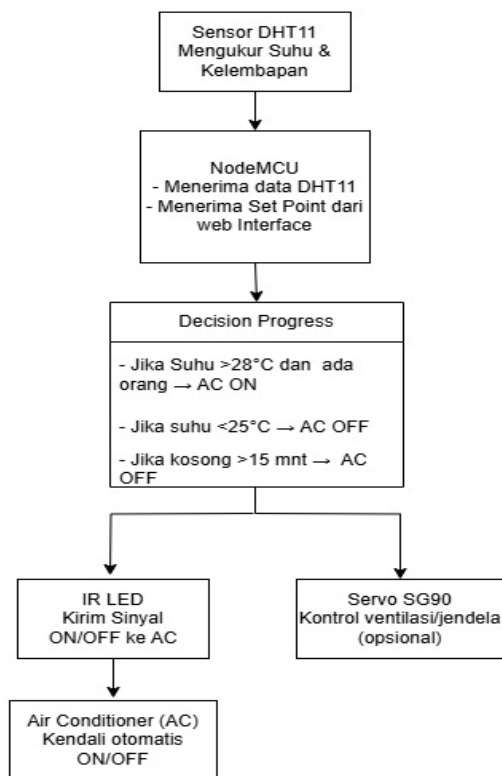 Sensor DHT11
Mengukur Suhu &
Kelembapan
NodeMCU
- Menerima data DHT11
- Menerima Set Point dari
web Interface
Decision Progress
- Jika Suhu >28°C dan ada
orang → AC ON
- Jika suhu <25°C → AC OFF
- Jika kosong >15 mnt → AC
OFF
IR LED
Kirim Sinyal
ON/OFF ke AC
Servo SG90
Kontrol ventilasi/jendela
(opsional)
Air Conditioner (AC)
Kendali otomatis
ON/OFF